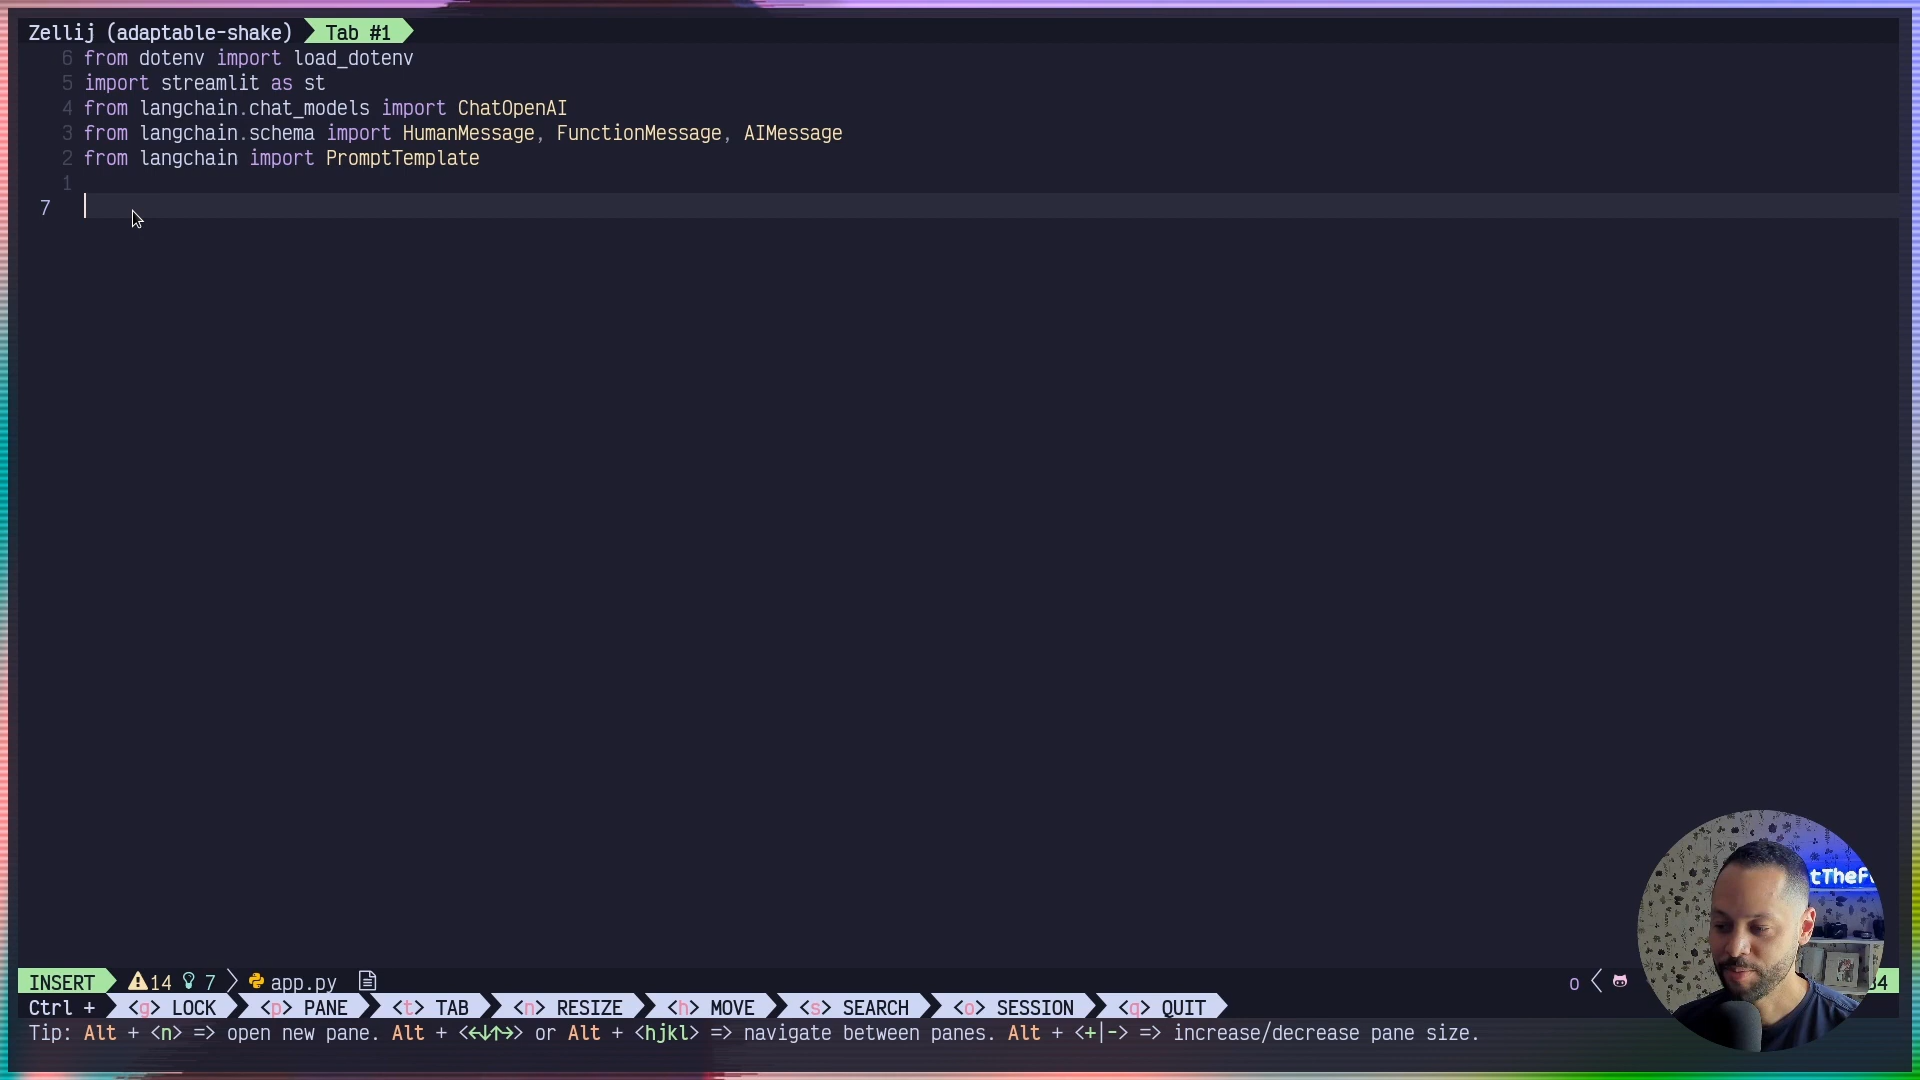 Zellij (adaptable-shake) Tab #1
6 from dotenv import load_dotenv
5 import streamlit as st
4 from langchain.chat_models import ChatOpenAI
3 from langchain.schema import HumanMessage, FunctionMessage, AIMessage
2 from langchain import PromptTemplate
1
7
INSERT 14 7 app.py
Ctrl + <g> LOCK <p> PANE <t> TAB <n> RESIZE <h> MOVE <s> SEARCH <o> SESSION <q> QUIT
Tip: Alt + <n> => open new pane. Alt + <←↓↑→> or Alt + <hjkl> => navigate between panes. Alt + <+|-> => increase/decrease pane size.